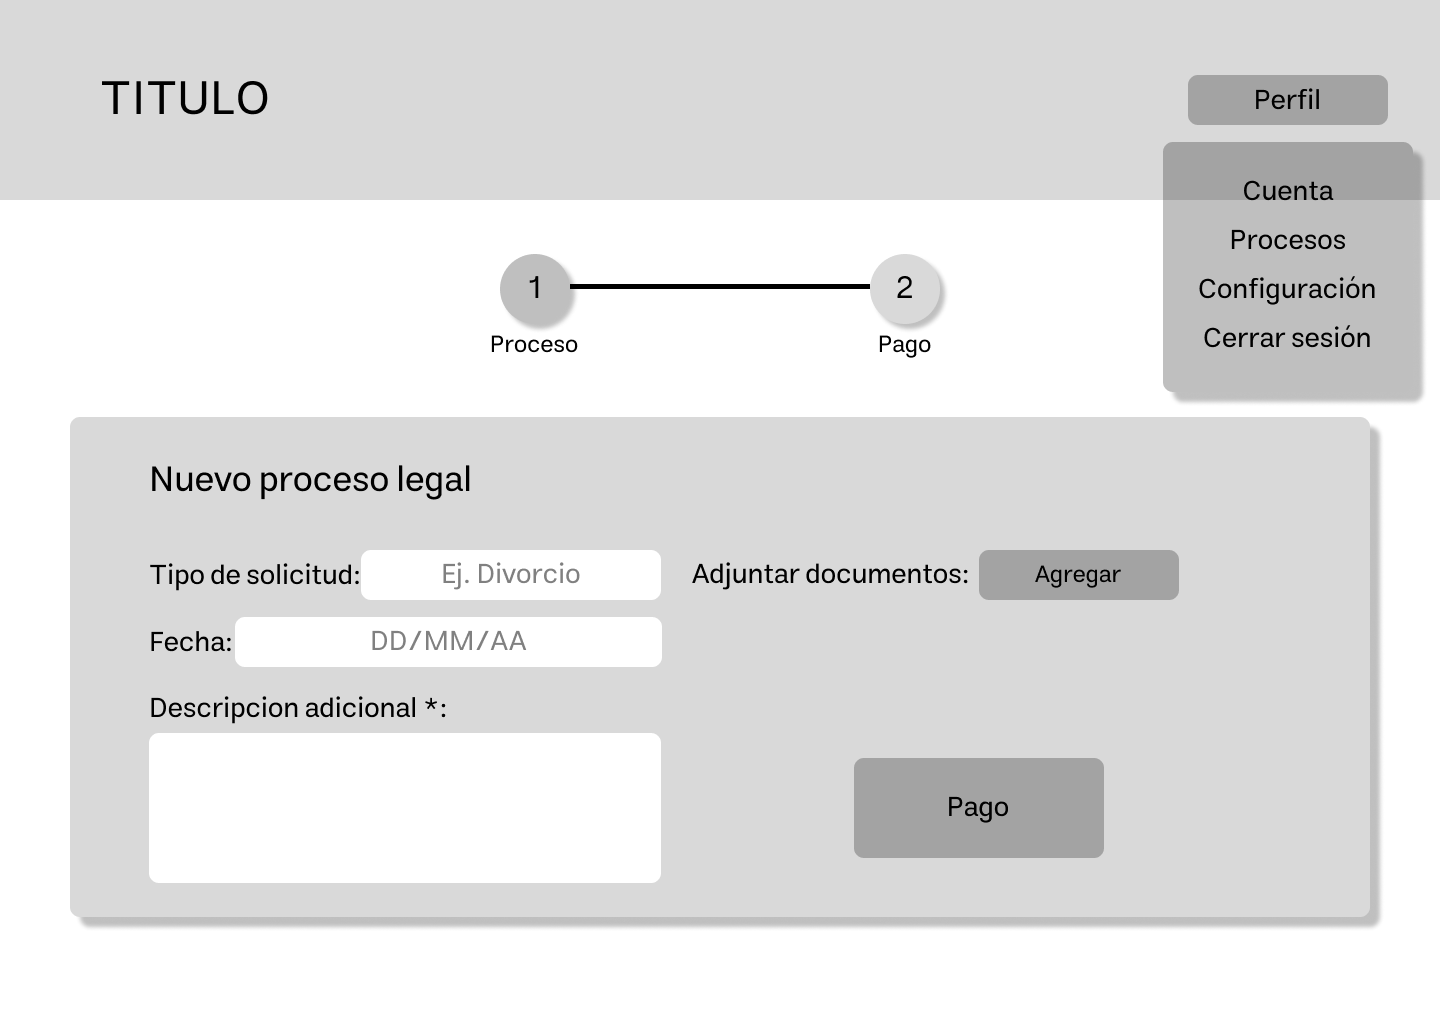 TITULO
Perfil
Cuenta
Procesos
Configuración
Cerrar sesión
1
2
Proceso
Pago
Nuevo proceso legal
Tipo de solicitud: Ej. Divorcio
Adjuntar documentos: Agregar
Fecha: DD/MM/AA
Descripcion adicional *:
Pago